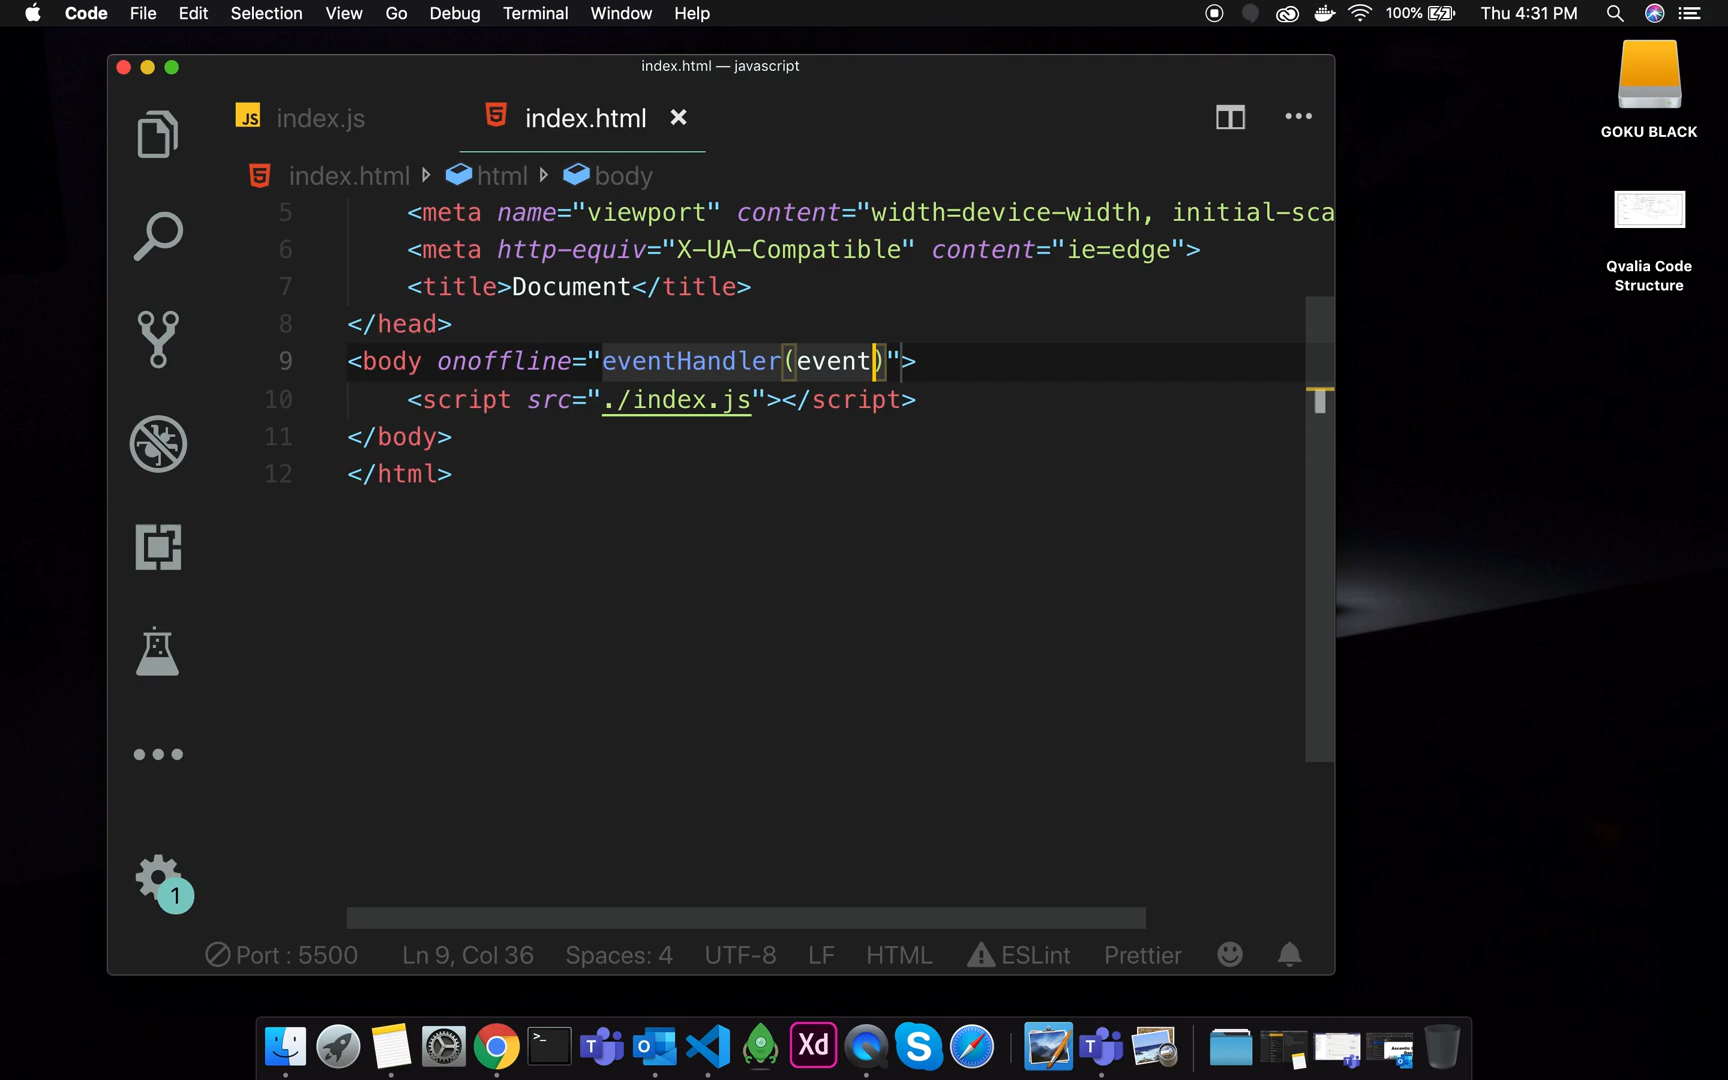 Code File Edit Selection View Go Debug Terminal Window Help 100% Thu 4:31 PM
index.html — javascript
JS index.js index.html
index.html html body
5 <meta name="viewport" content="width=device-width, initial-sca
6 <meta http-equiv="X-UA-Compatible" content="ie=edge">
7 <title>Document</title>
8 </head>
9 <body onoffline="eventHandler(event)">
10 <script src="./index.js"></script>
11 </body>
12 </html>
1
Port : 5500 Ln 9, Col 36 Spaces: 4 UTF-8 LF HTML ESLint Prettier
GOKU BLACK
Qvalia Code
Structure
Xd